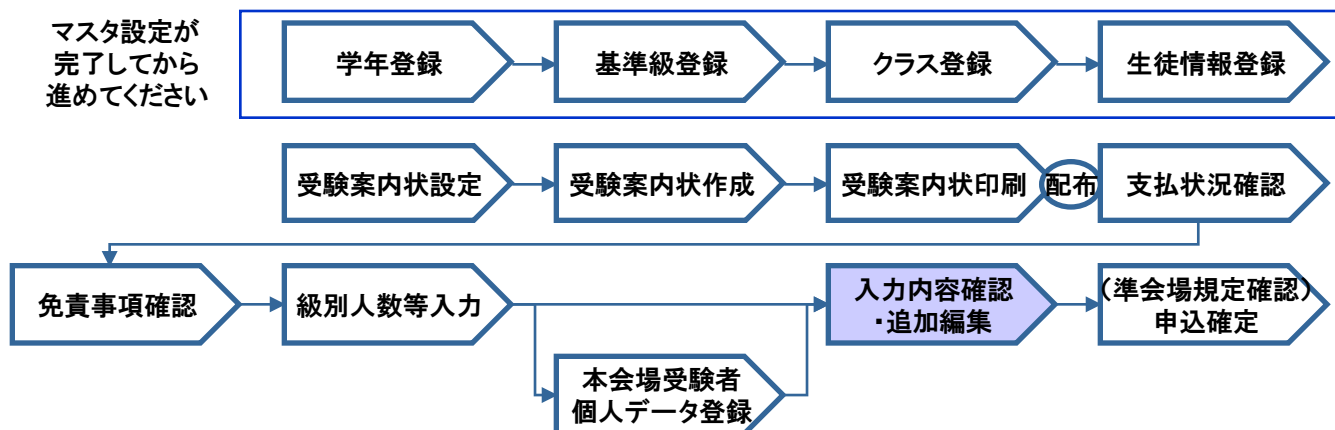 マスタ設定が
完了してから
進めてください
学年登録
基準級登録
クラス登録
生徒情報登録
受験案内状設定
受験案内状作成
受験案内状印刷
配布
支払状況確認
免責事項確認
級別人数等入力
入力内容確認
・追加編集
（準会場規定確認）
申込確定
本会場受験者
個人データ登録